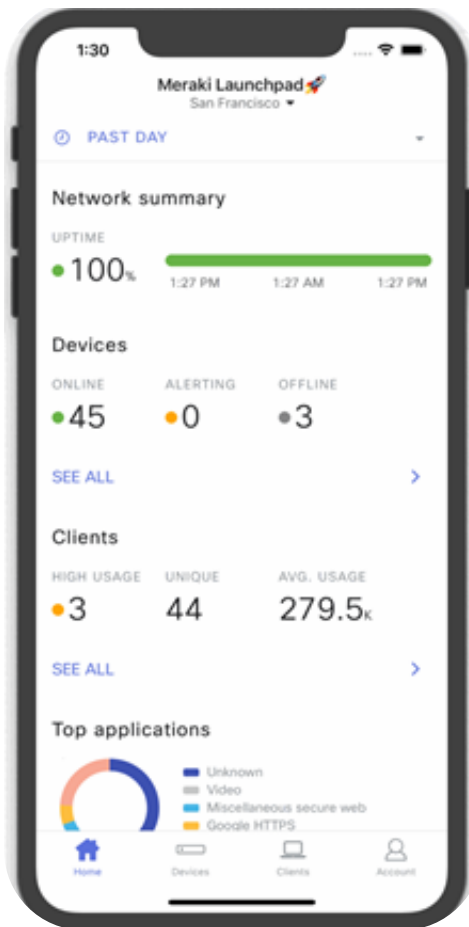 1:30
Meraki Launchpad🚀
San Francisco
PAST DAY
Network summary
UPTIME
100%
1:27 PM 1:27 AM 1:27 PM
Devices
ONLINE ALERTING OFFLINE
45 0 3
SEE ALL
Clients
HIGH USAGE UNIQUE AVG. USAGE
3 44 279.5K
SEE ALL
Top applications
Unknown
Video
Miscellaneous secure web
Google HTTPS
Home Devices Clients Account